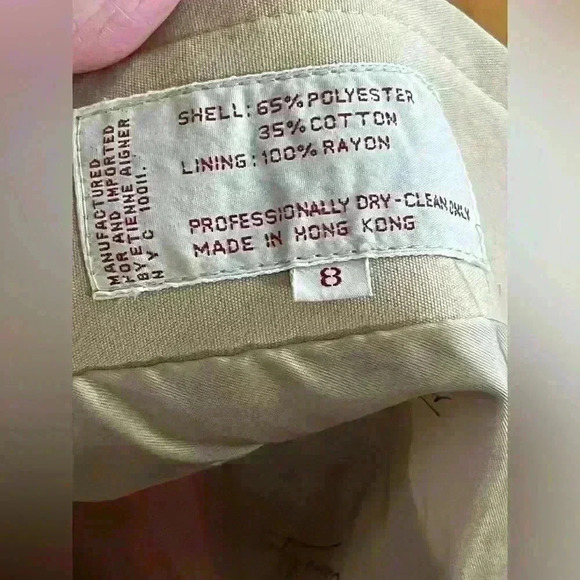 MANUFACTURED
FOR AND IMPORTED
BY ETIENNE AIGNER
N Y C 10011.
SHELL: 65% POLYESTER
35% COTTON
LINING: 100% RAYON
PROFESSIONALLY DRY-CLEAN ONLY
MADE IN HONG KONG
8